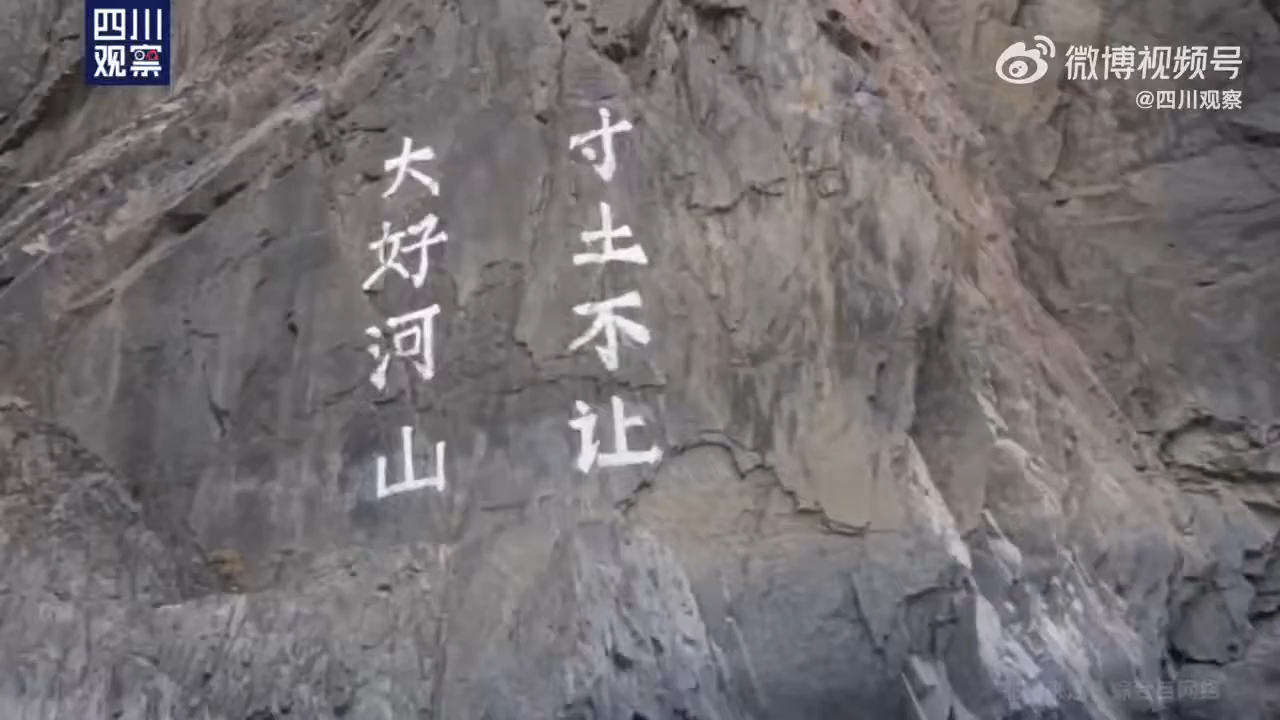 四川
观察
微博视频号
@四川观察
大好河山
寸土不让